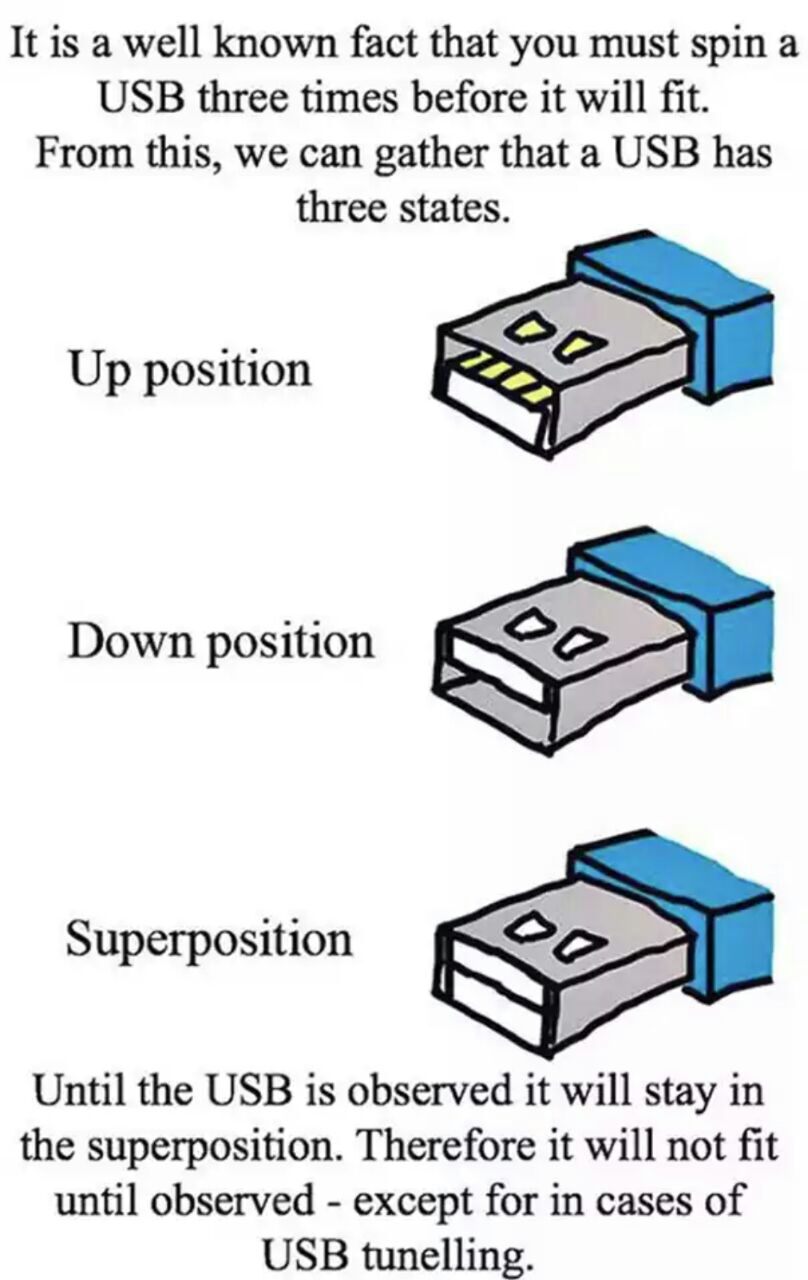 It is a well known fact that you must spin a
USB three times before it will fit.
From this, we can gather that a USB has
three states.
Up position
Down position
Superposition
Until the USB is observed it will stay in
the superposition. Therefore it will not fit
until observed - except for in cases of
USB tunelling.